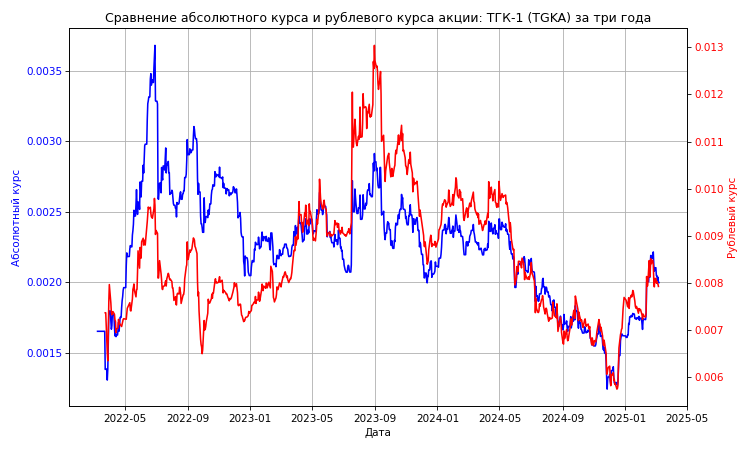 Сравнение абсолютного курса и рублевого курса акции: ТГК-1 (TGKA) за три года
0.0035
0.0030
0.0025
0.0020
0.0015
Абсолютный курс
0.013
0.012
0.011
0.010
0.009
0.008
0.007
0.006
Рублевый курс
2022-05 2022-09 2023-01 2023-05 2023-09 2024-01 2024-05 2024-09 2025-01 2025-05
Дата